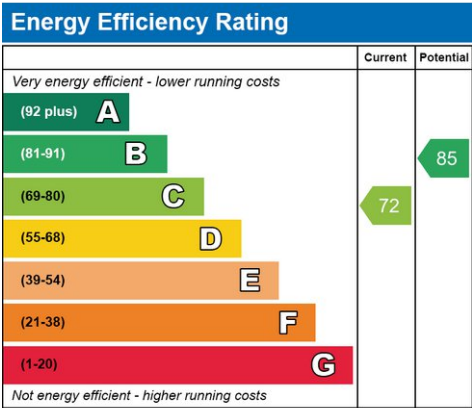 Energy Efficiency Rating
Current Potential
Very energy efficient - lower running costs
(92 plus) A
(81-91) B
85
(69-80) C
72
(55-68) D
(39-54) E
(21-38) F
(1-20) G
Not energy efficient - higher running costs